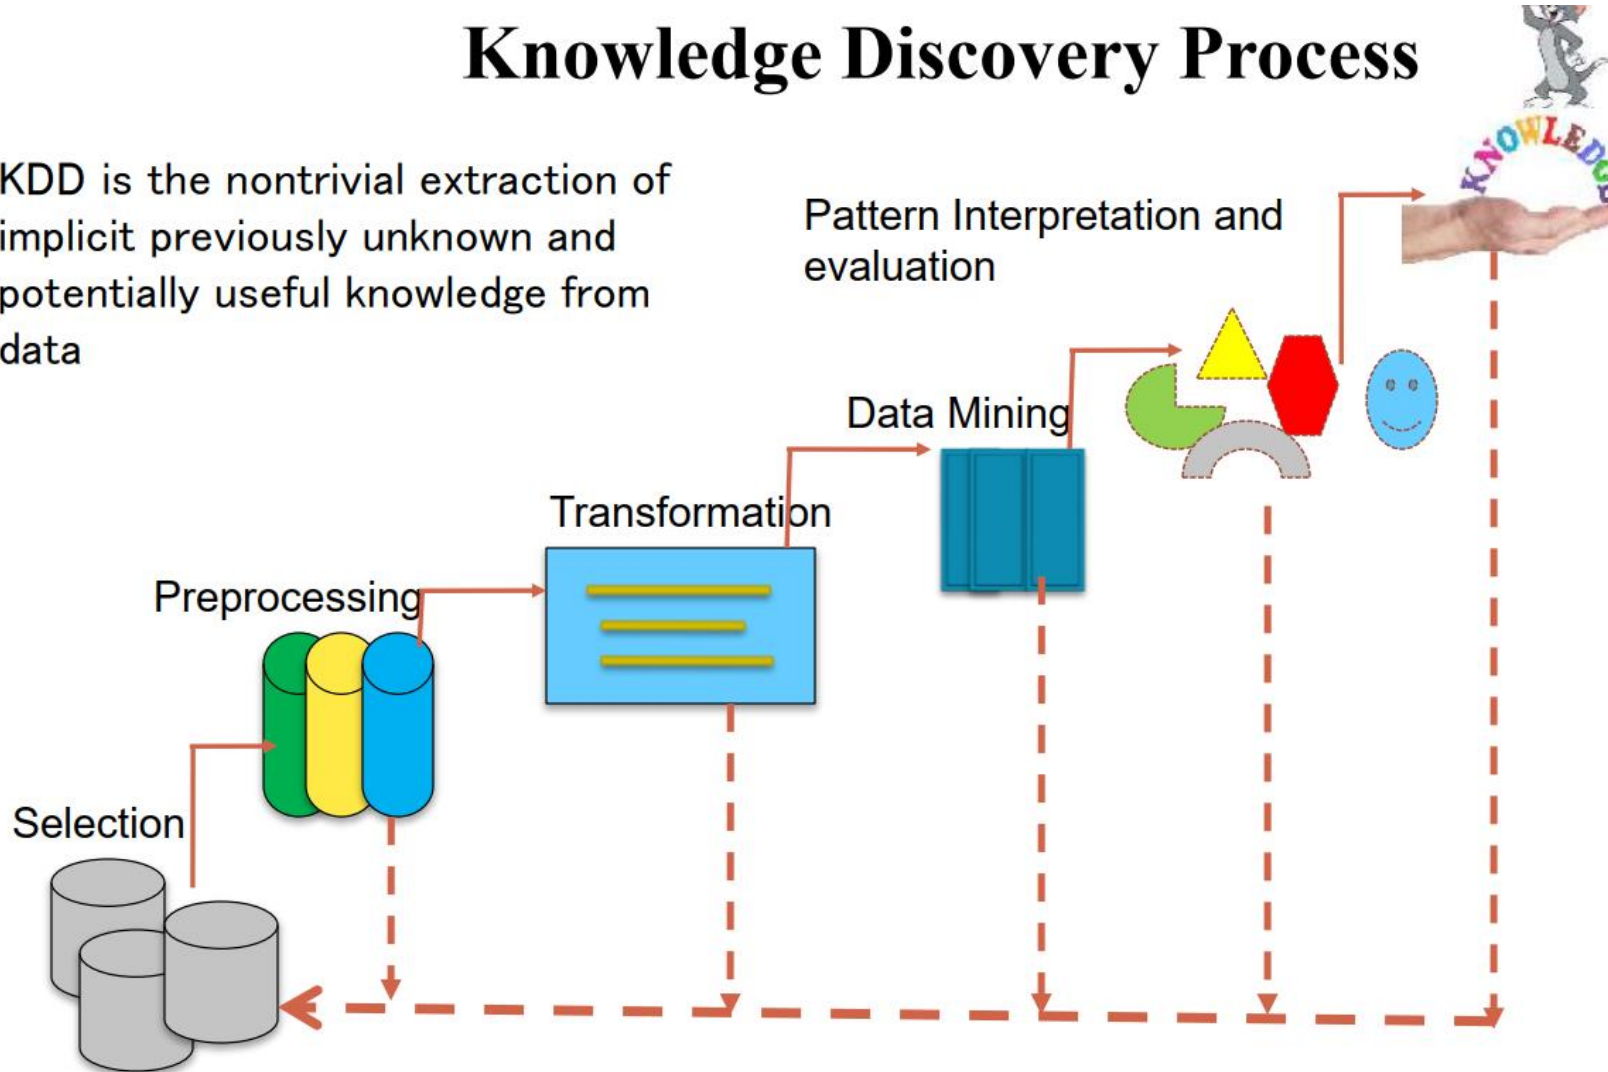 Knowledge Discovery Process
KNOWLEDGE
KDD is the nontrivial extraction of
implicit previously unknown and
potentially useful knowledge from
data
Pattern Interpretation and
evaluation
Data Mining
Transformation
Preprocessing
Selection